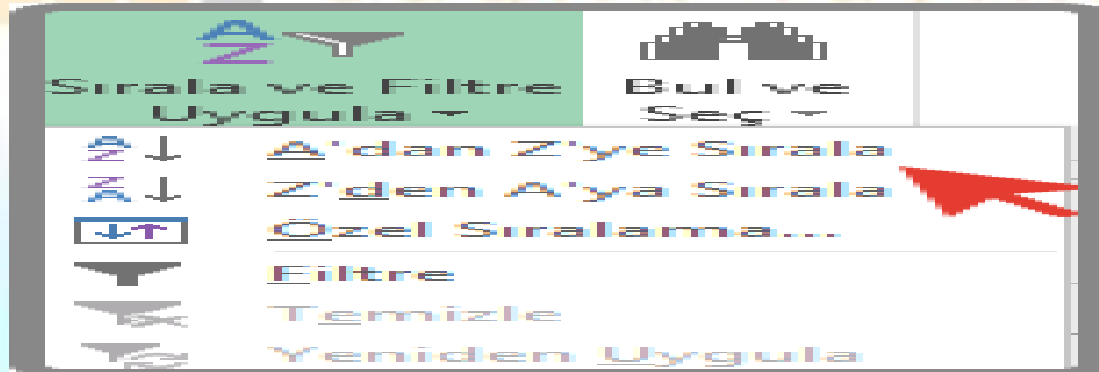 Sırala ve Filtre
Uygula
Bul ve
Seç
A'dan Z'ye Sırala
Z'den A'ya Sırala
Özel Sıralama...
Filtre
Temizle
Yeniden Uygula